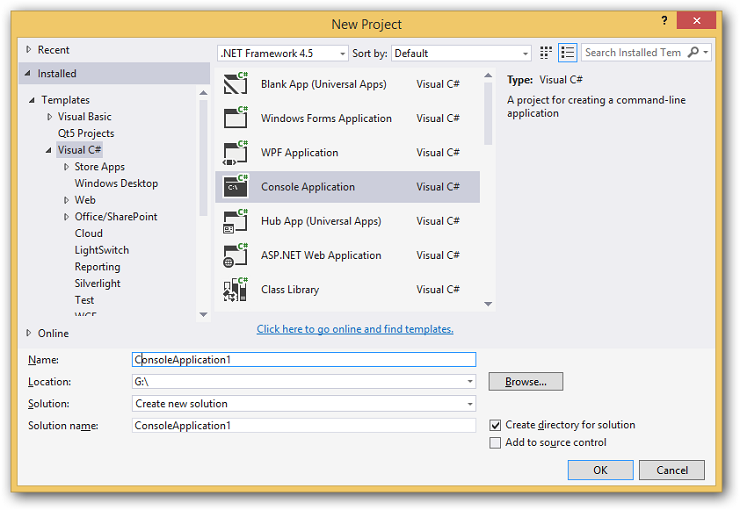 New Project
?
Recent
.NET Framework 4.5
Sort by:
Default
Search Installed Tem
Installed
Templates
Visual Basic
Qt5 Projects
Visual C#
Store Apps
Windows Desktop
Web
Office/SharePoint
Cloud
LightSwitch
Reporting
Silverlight
Test
WCF
Online
C# Blank App (Universal Apps) Visual C#
C# Windows Forms Application Visual C#
C# WPF Application Visual C#
C# C:\ Console Application Visual C#
C# Hub App (Universal Apps) Visual C#
C# ASP.NET Web Application Visual C#
C# Class Library Visual C#
Click here to go online and find templates.
Type: Visual C#
A project for creating a command-line
application
Name: ConsoleApplication1
Location: G:\
Browse...
Solution: Create new solution
Solution name: ConsoleApplication1
Create directory for solution
Add to source control
OK
Cancel